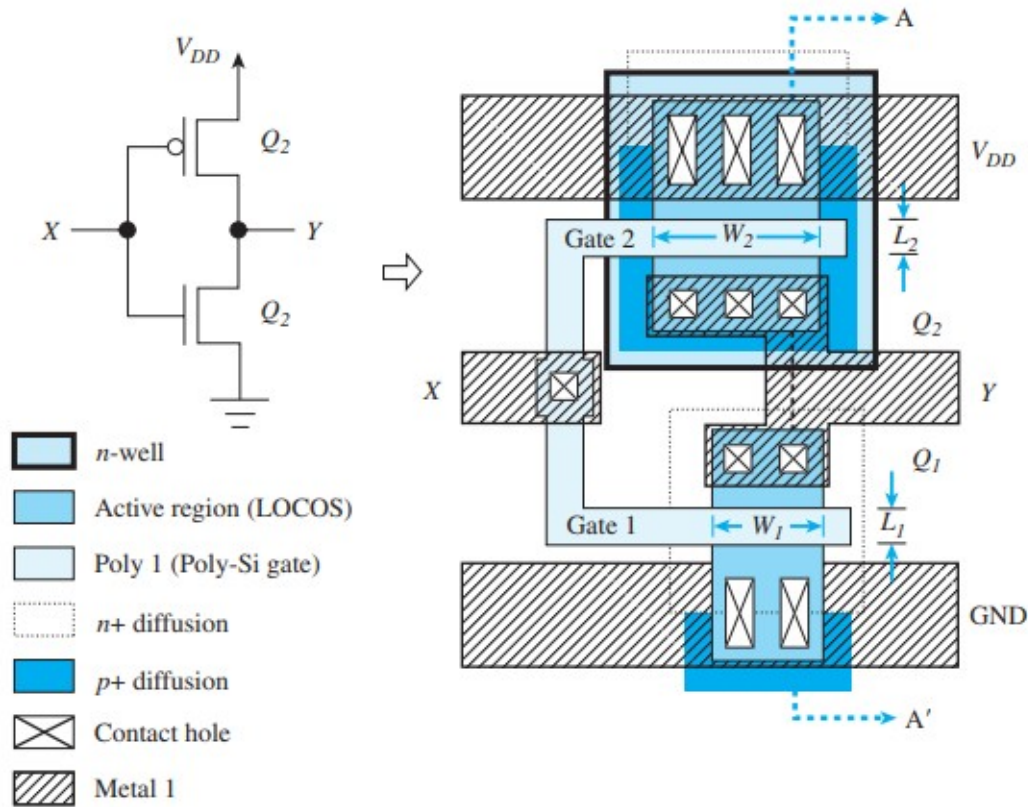 V_DD
Q_2
X
Y
Q_2
n-well
Active region (LOCOS)
Poly 1 (Poly-Si gate)
n+ diffusion
p+ diffusion
Contact hole
Metal 1
A
V_DD
Gate 2
W_2
L_2
Q_2
X
Y
Q_1
Gate 1
W_1
L_1
GND
A′